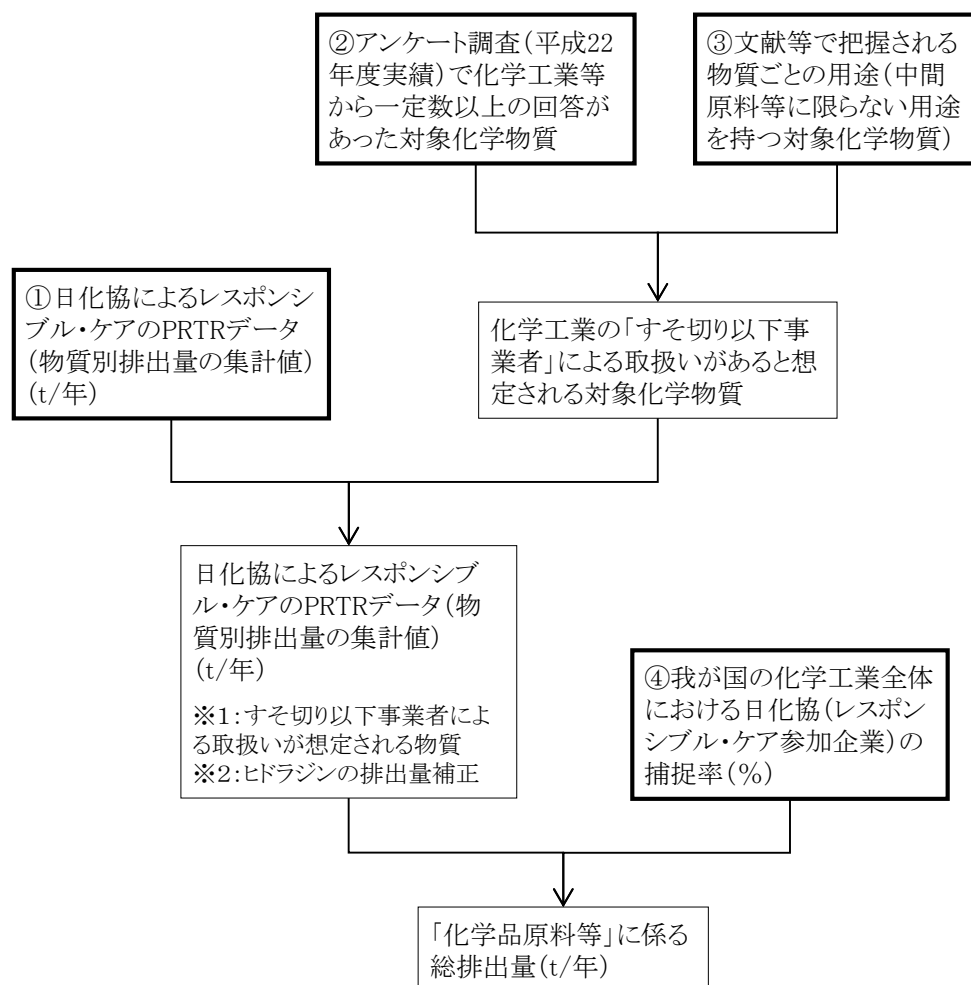 ②アンケート調査(平成22
年度実績)で化学工業等
から一定数以上の回答が
あった対象化学物質
③文献等で把握される
物質ごとの用途(中間
原料等に限らない用途
を持つ対象化学物質)
①日化協によるレスポンシ
ブル・ケアのPRTRデータ
(物質別排出量の集計値)
(t/年)
化学工業の「すそ切り以下事
業者」による取扱いがあると想
定される対象化学物質
日化協によるレスポンシブ
ル・ケアのPRTRデータ(物
質別排出量の集計値)
(t/年)
※1:すそ切り以下事業者によ
る取扱いが想定される物質
※2:ヒドラジンの排出量補正
④我が国の化学工業全体
における日化協(レスポン
シブル・ケア参加企業)の
捕捉率(%)
「化学品原料等」に係る
総排出量(t/年)